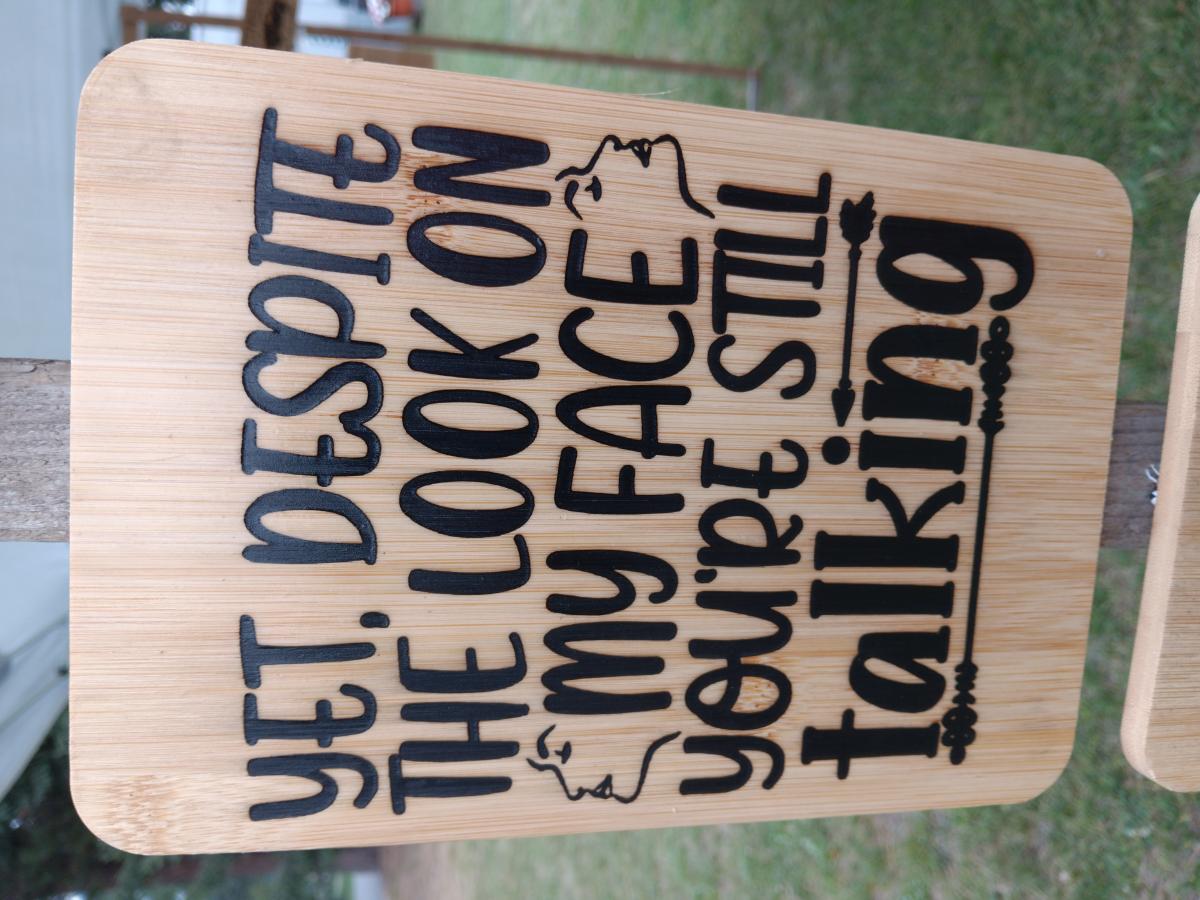 YET, DESPITE
THE LOOK ON
MY FACE
YOU'RE STILL
talking